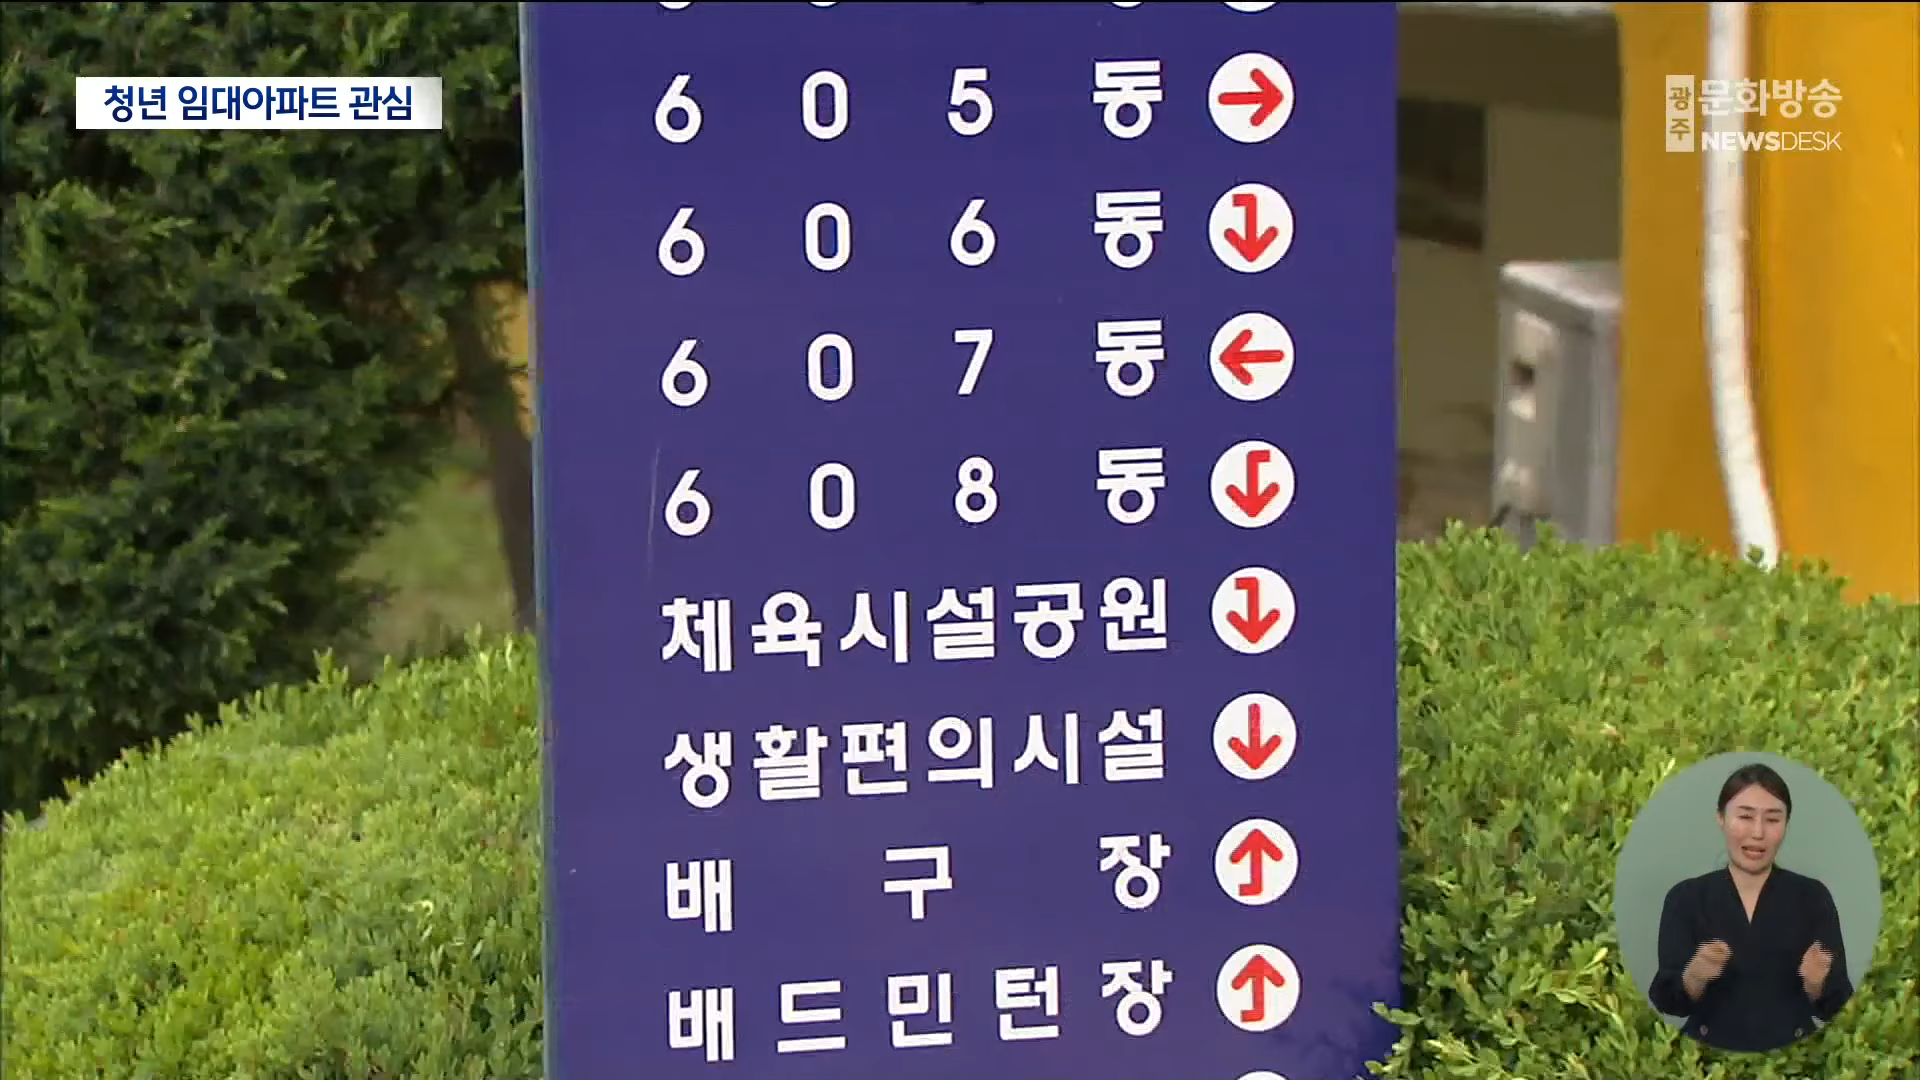 청년 임대아파트 관심
광주 문화방송
NEWSDESK
605동
606동
607동
608동
체육시설공원
생활편의시설
배구장
배드민턴장